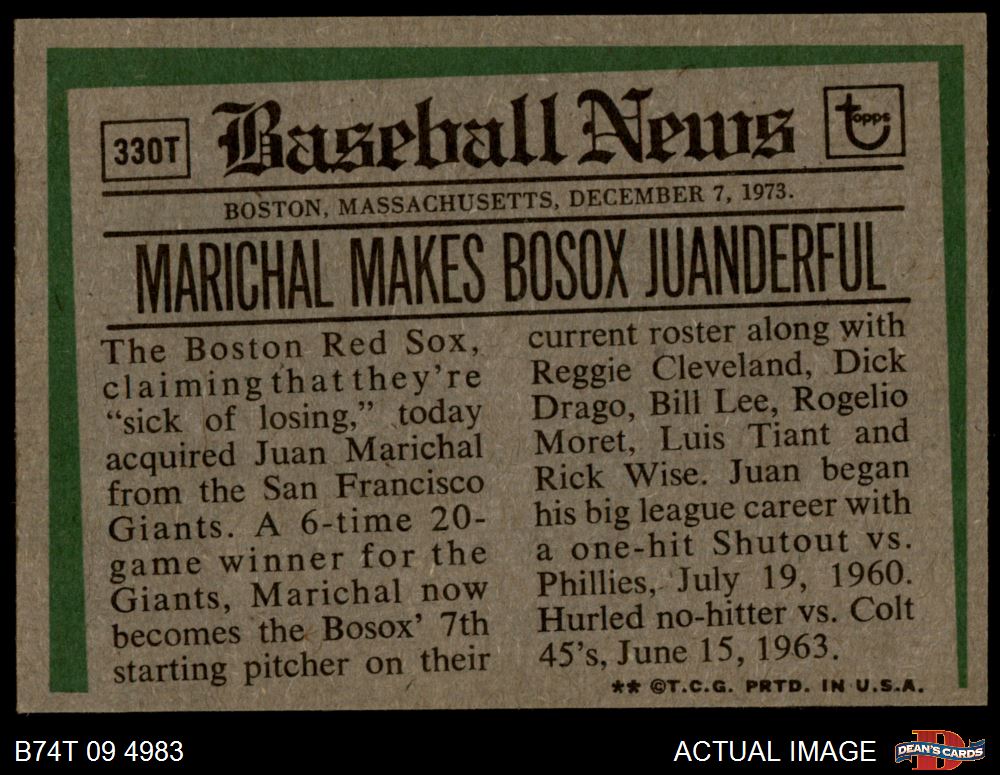 330T
Baseball News
topps
BOSTON, MASSACHUSETTS, DECEMBER 7, 1973.
MARICHAL MAKES BOSOX JUANDERFUL
The Boston Red Sox,
claiming that they're
"sick of losing," today
acquired Juan Marichal
from the San Francisco
Giants. A 6-time 20-
game winner for the
Giants, Marichal now
becomes the Bosox' 7th
starting pitcher on their
current roster along with
Reggie Cleveland, Dick
Drago, Bill Lee, Rogelio
Moret, Luis Tiant and
Rick Wise. Juan began
his big league career with
a one-hit Shutout vs.
Phillies, July 19, 1960.
Hurled no-hitter vs. Colt
45's, June 15, 1963.
** ©T.C.G. PRTD. IN U.S.A.
B74T 09 4983
ACTUAL IMAGE
D
DEAN'S CARDS